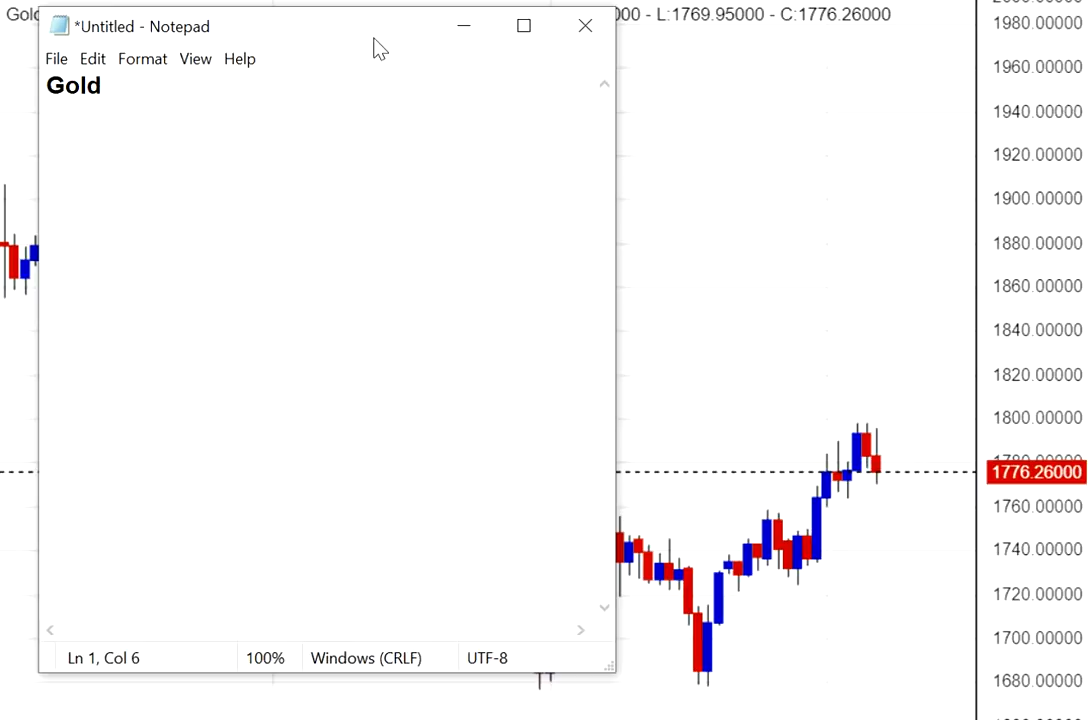 Gold
000 - L:1769.95000 - C:1776.26000
*Untitled - Notepad
File Edit Format View Help
Gold
1980.00000
1960.00000
1940.00000
1920.00000
1900.00000
1880.00000
1860.00000
1840.00000
1820.00000
1800.00000
1776.26000
1760.00000
1740.00000
1720.00000
1700.00000
1680.00000
Ln 1, Col 6 100% Windows (CRLF) UTF-8